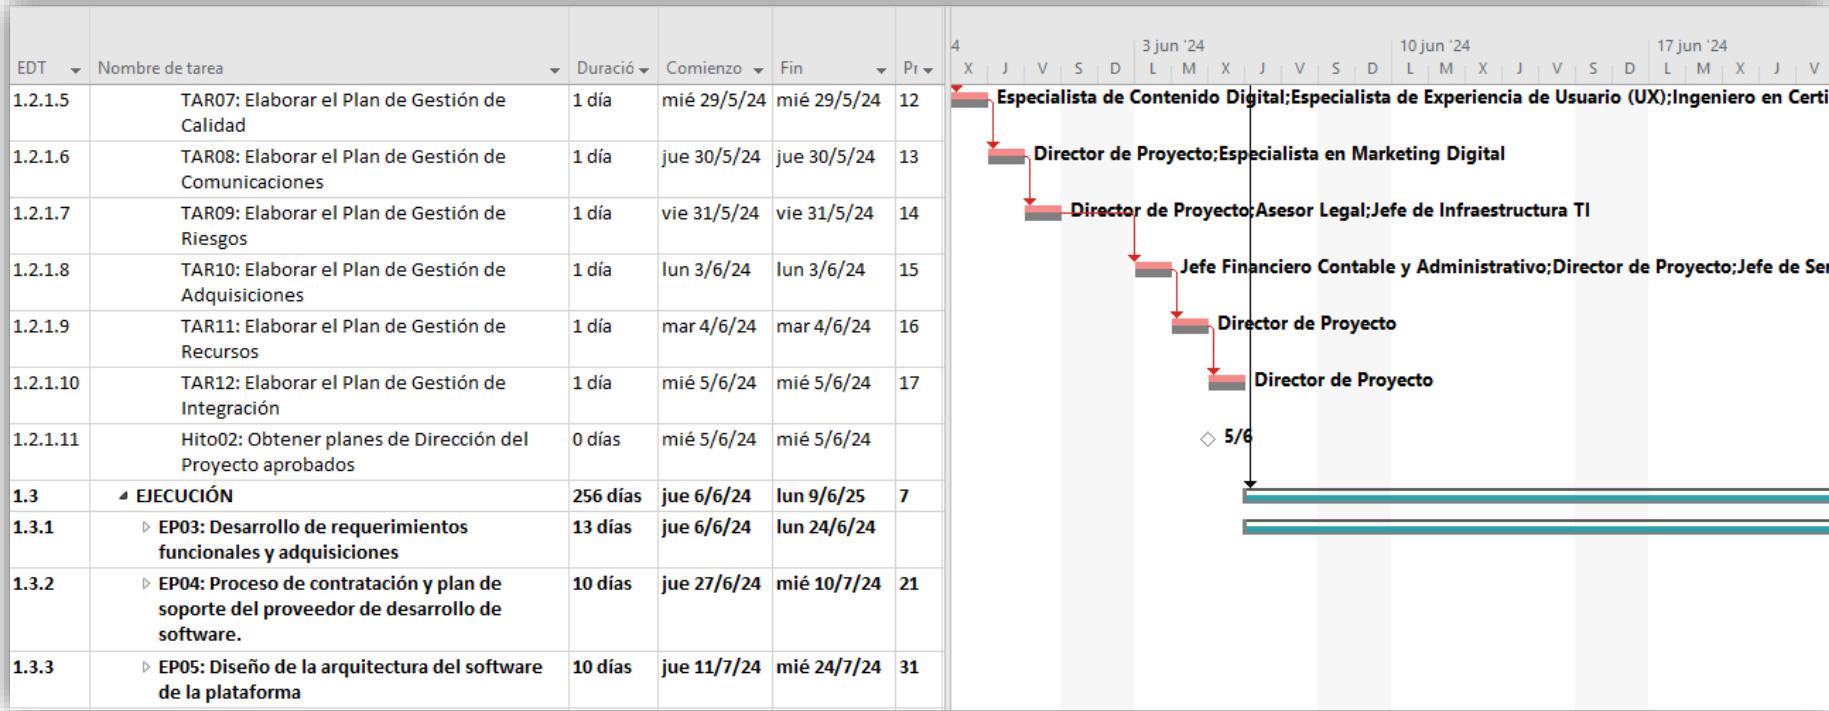 4 3 jun '24 10 jun '24 17 jun '24
EDT Nombre de tarea Duració Comienzo Fin Pr X J V S D L M X J V S D L M X J V S D L M X J V
1.2.1.5 TAR07: Elaborar el Plan de Gestión de 1 día mié 29/5/24 mié 29/5/24 12 Especialista de Contenido Digital;Especialista de Experiencia de Usuario (UX);Ingeniero en Certi
Calidad
1.2.1.6 TAR08: Elaborar el Plan de Gestión de 1 día jue 30/5/24 jue 30/5/24 13 Director de Proyecto;Especialista en Marketing Digital
Comunicaciones
1.2.1.7 TAR09: Elaborar el Plan de Gestión de 1 día vie 31/5/24 vie 31/5/24 14 Director de Proyecto;Asesor Legal;Jefe de Infraestructura TI
Riesgos
1.2.1.8 TAR10: Elaborar el Plan de Gestión de 1 día lun 3/6/24 lun 3/6/24 15 Jefe Financiero Contable y Administrativo;Director de Proyecto;Jefe de Ser
Adquisiciones
1.2.1.9 TAR11: Elaborar el Plan de Gestión de 1 día mar 4/6/24 mar 4/6/24 16 Director de Proyecto
Recursos
1.2.1.10 TAR12: Elaborar el Plan de Gestión de 1 día mié 5/6/24 mié 5/6/24 17 Director de Proyecto
Integración
1.2.1.11 Hito02: Obtener planes de Dirección del 0 días mié 5/6/24 mié 5/6/24 5/6
Proyecto aprobados
1.3 EJECUCIÓN 256 días jue 6/6/24 lun 9/6/25 7
1.3.1 EP03: Desarrollo de requerimientos 13 días jue 6/6/24 lun 24/6/24
funcionales y adquisiciones
1.3.2 EP04: Proceso de contratación y plan de 10 días jue 27/6/24 mié 10/7/24 21
soporte del proveedor de desarrollo de
software.
1.3.3 EP05: Diseño de la arquitectura del software 10 días jue 11/7/24 mié 24/7/24 31
de la plataforma